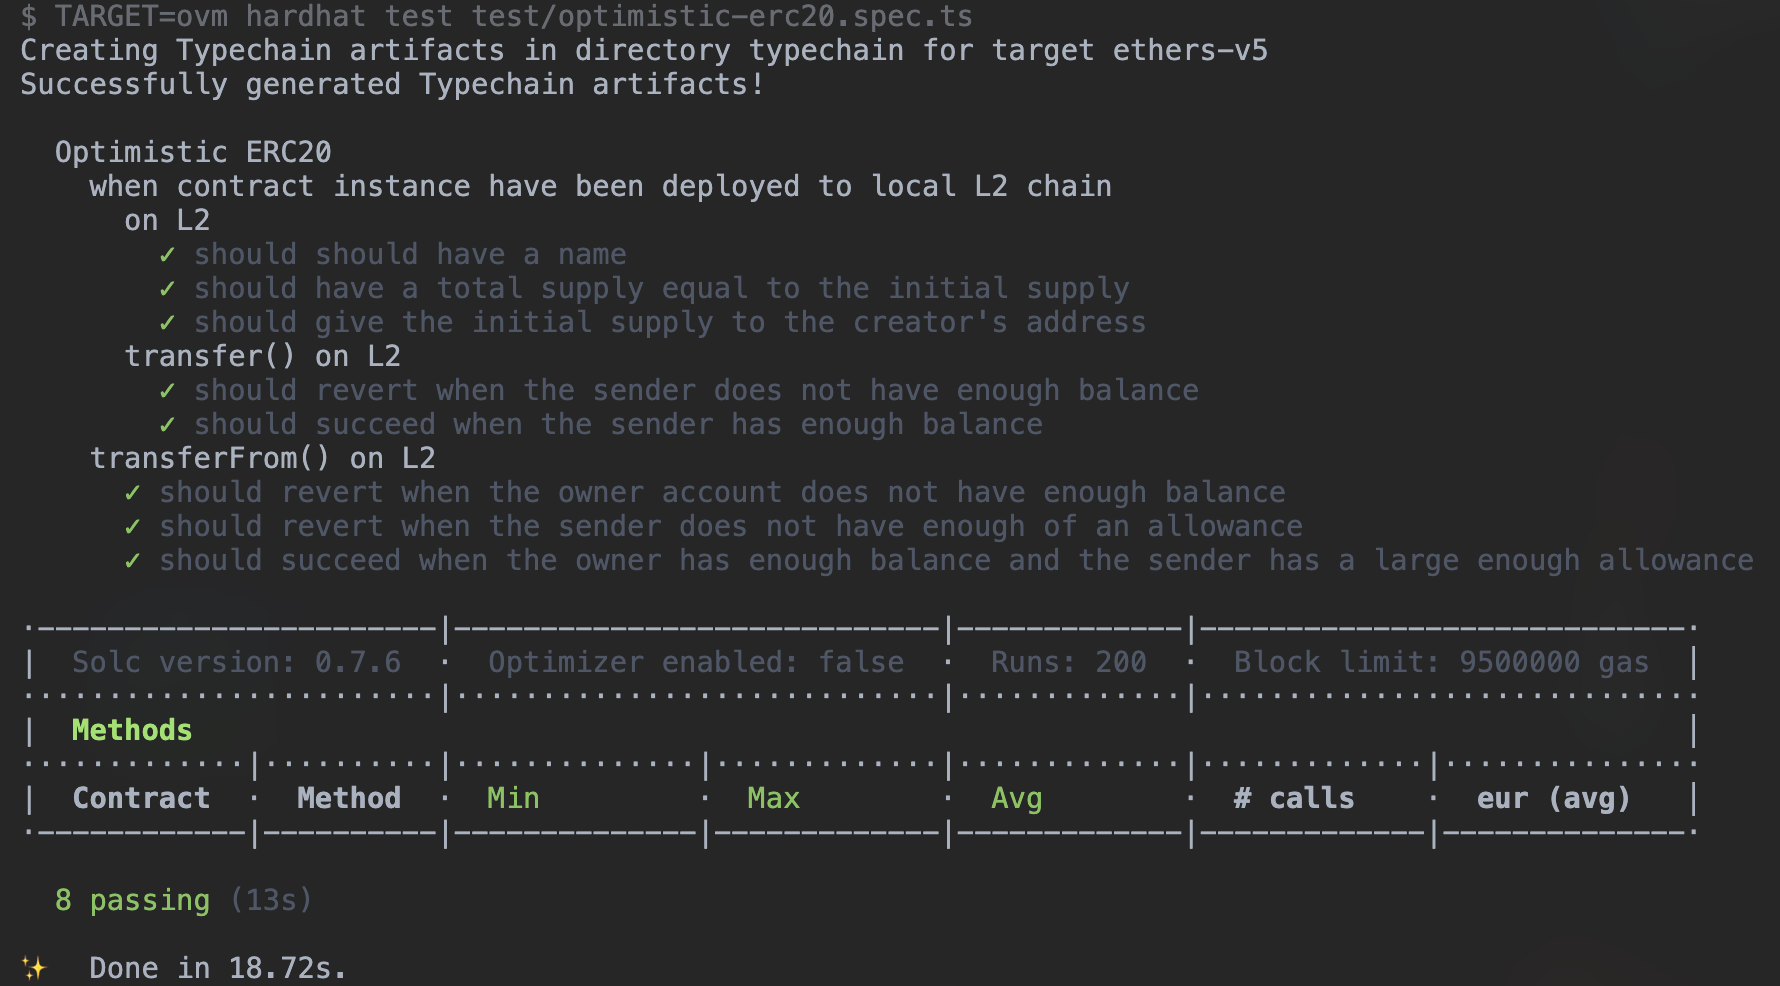 $ TARGET=ovm hardhat test test/optimistic-erc20.spec.ts
Creating Typechain artifacts in directory typechain for target ethers-v5
Successfully generated Typechain artifacts!
Optimistic ERC20
when contract instance have been deployed to local L2 chain
on L2
✓ should should have a name
✓ should have a total supply equal to the initial supply
✓ should give the initial supply to the creator's address
transfer() on L2
✓ should revert when the sender does not have enough balance
✓ should succeed when the sender has enough balance
transferFrom() on L2
✓ should revert when the owner account does not have enough balance
✓ should revert when the sender does not have enough of an allowance
✓ should succeed when the owner has enough balance and the sender has a large enough allowance
| Solc version: 0.7.6 · Optimizer enabled: false · Runs: 200 · Block limit: 9500000 gas |
| Methods |
| Contract · Method · Min · Max · Avg · # calls · eur (avg) |
8 passing (13s)
✨ Done in 18.72s.